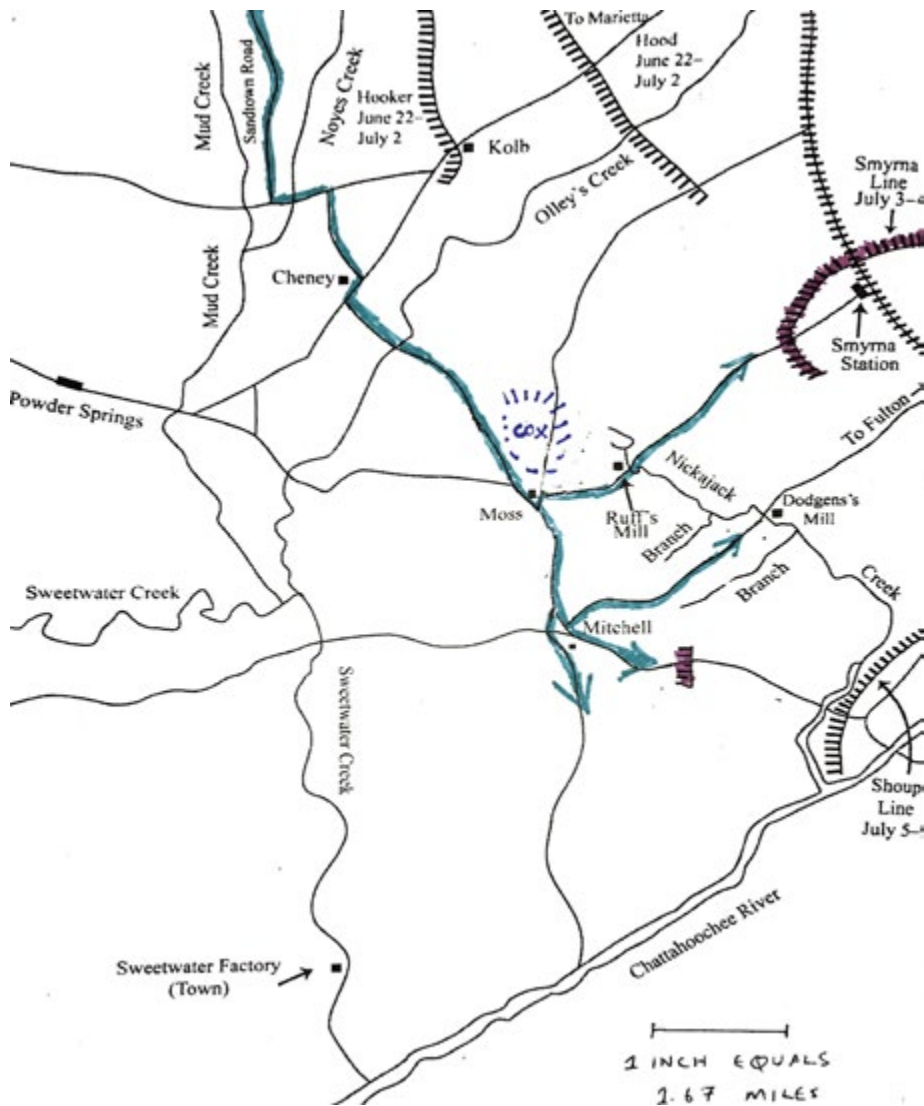 To Marietta
Hood
June 22–
July 2
Mud Creek
Sandtown Road
Noyes Creek
Hooker
June 22–
July 2
Kolb
Olley's Creek
Smyrna
Line
July 3–
Mud Creek
Cheney
Smyrna
Station
Powder Springs
COX
To Fulton
Nickajack
Moss
Ruff's
Mill
Dodgens's
Mill
Branch
Branch
Creek
Sweetwater Creek
Mitchell
Sweetwater Creek
Shoup
Line
July 5–
Chattahoochee River
Sweetwater Factory
(Town)
1 INCH EQUALS
1.67 MILES